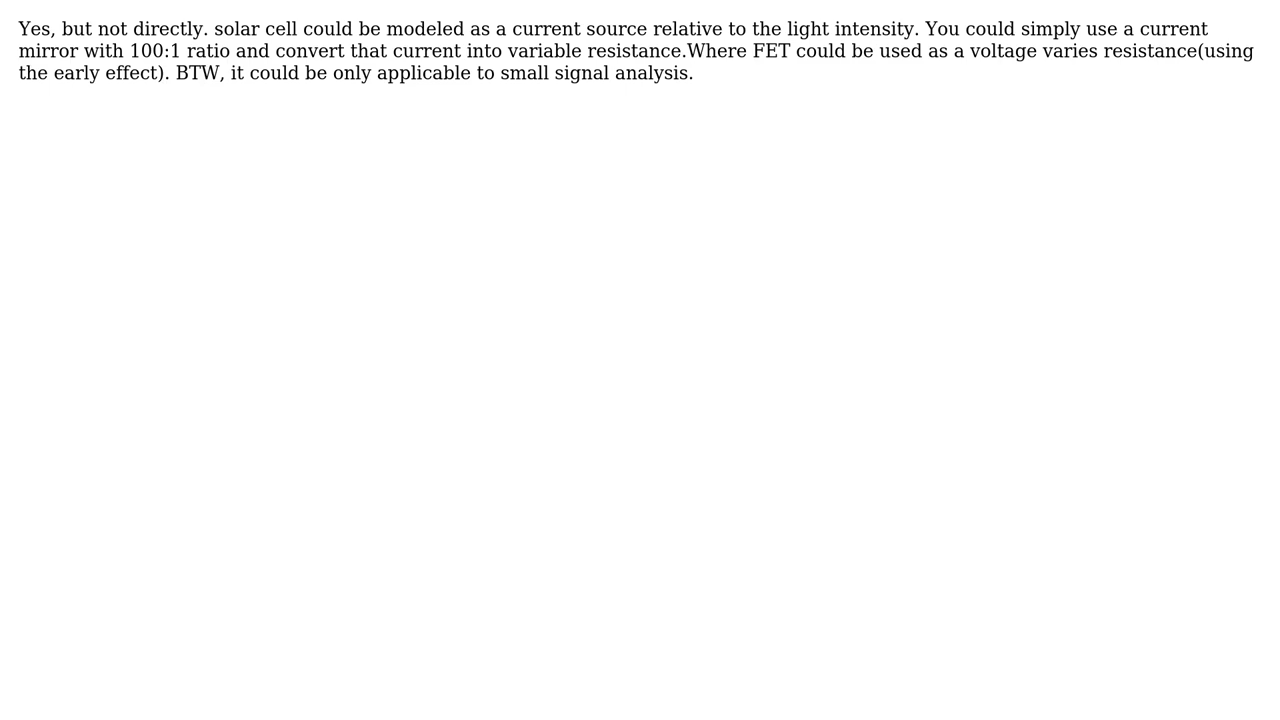 Yes, but not directly. solar cell could be modeled as a current source relative to the light intensity. You could simply use a current
mirror with 100:1 ratio and convert that current into variable resistance.Where FET could be used as a voltage varies resistance(using
the early effect). BTW, it could be only applicable to small signal analysis.